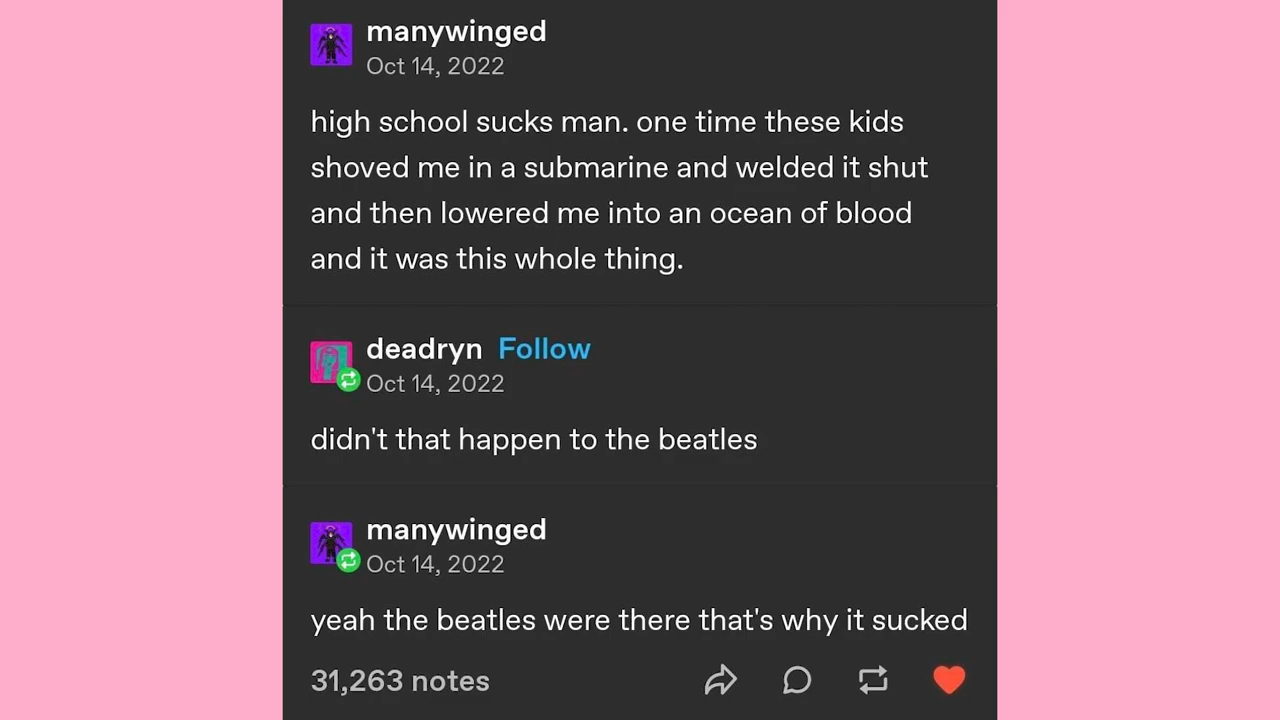 manywinged
Oct 14, 2022
high school sucks man. one time these kids
shoved me in a submarine and welded it shut
and then lowered me into an ocean of blood
and it was this whole thing.
deadryn Follow
Oct 14, 2022
didn't that happen to the beatles
manywinged
Oct 14, 2022
yeah the beatles were there that's why it sucked
31,263 notes